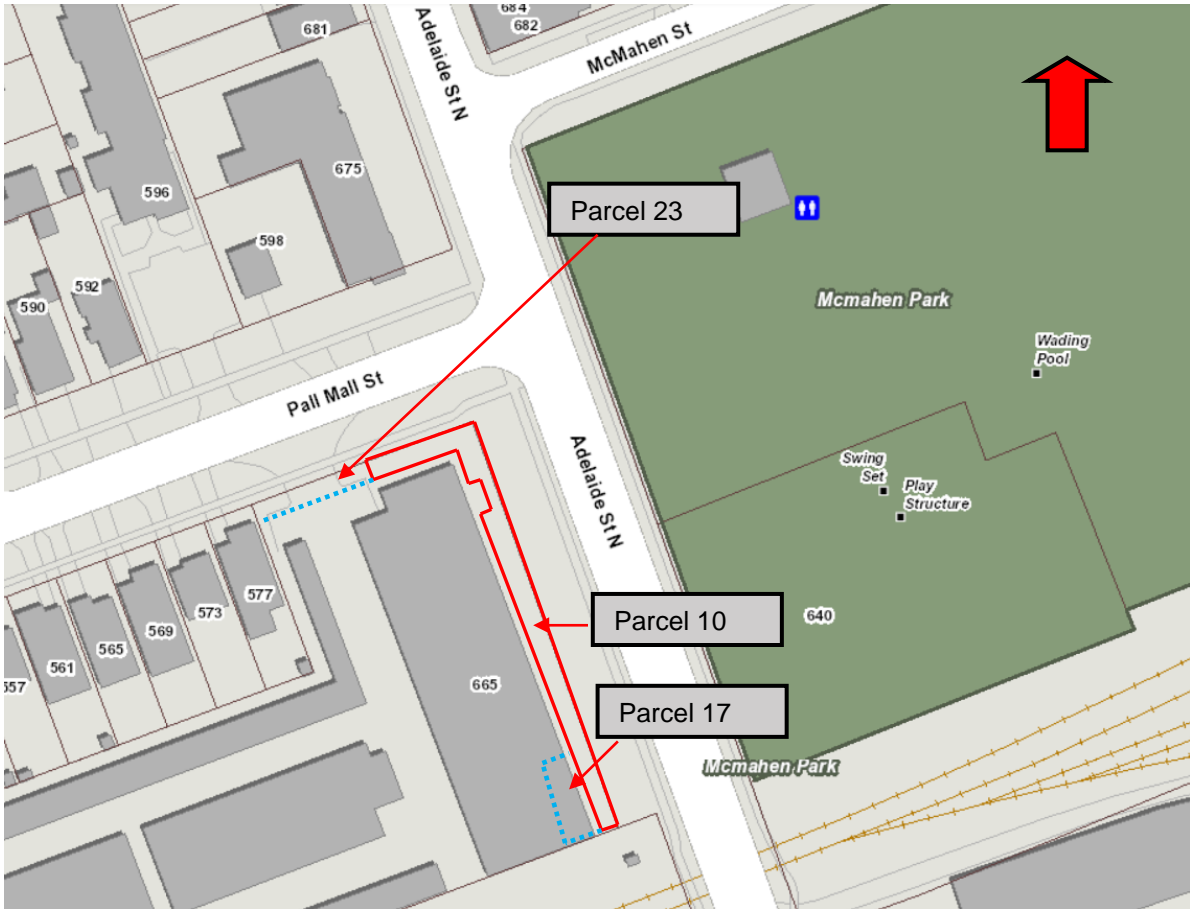 684
682
681
Adelaide St N
McMahen St
675
596
Parcel 23
598
592
590
Mcmahen Park
Wading
Pool
Pall Mall St
Adelaide St N
Swing
Set
Play
Structure
577
573
569
565
561
557
640
Parcel 10
665
Parcel 17
Mcmahen Park